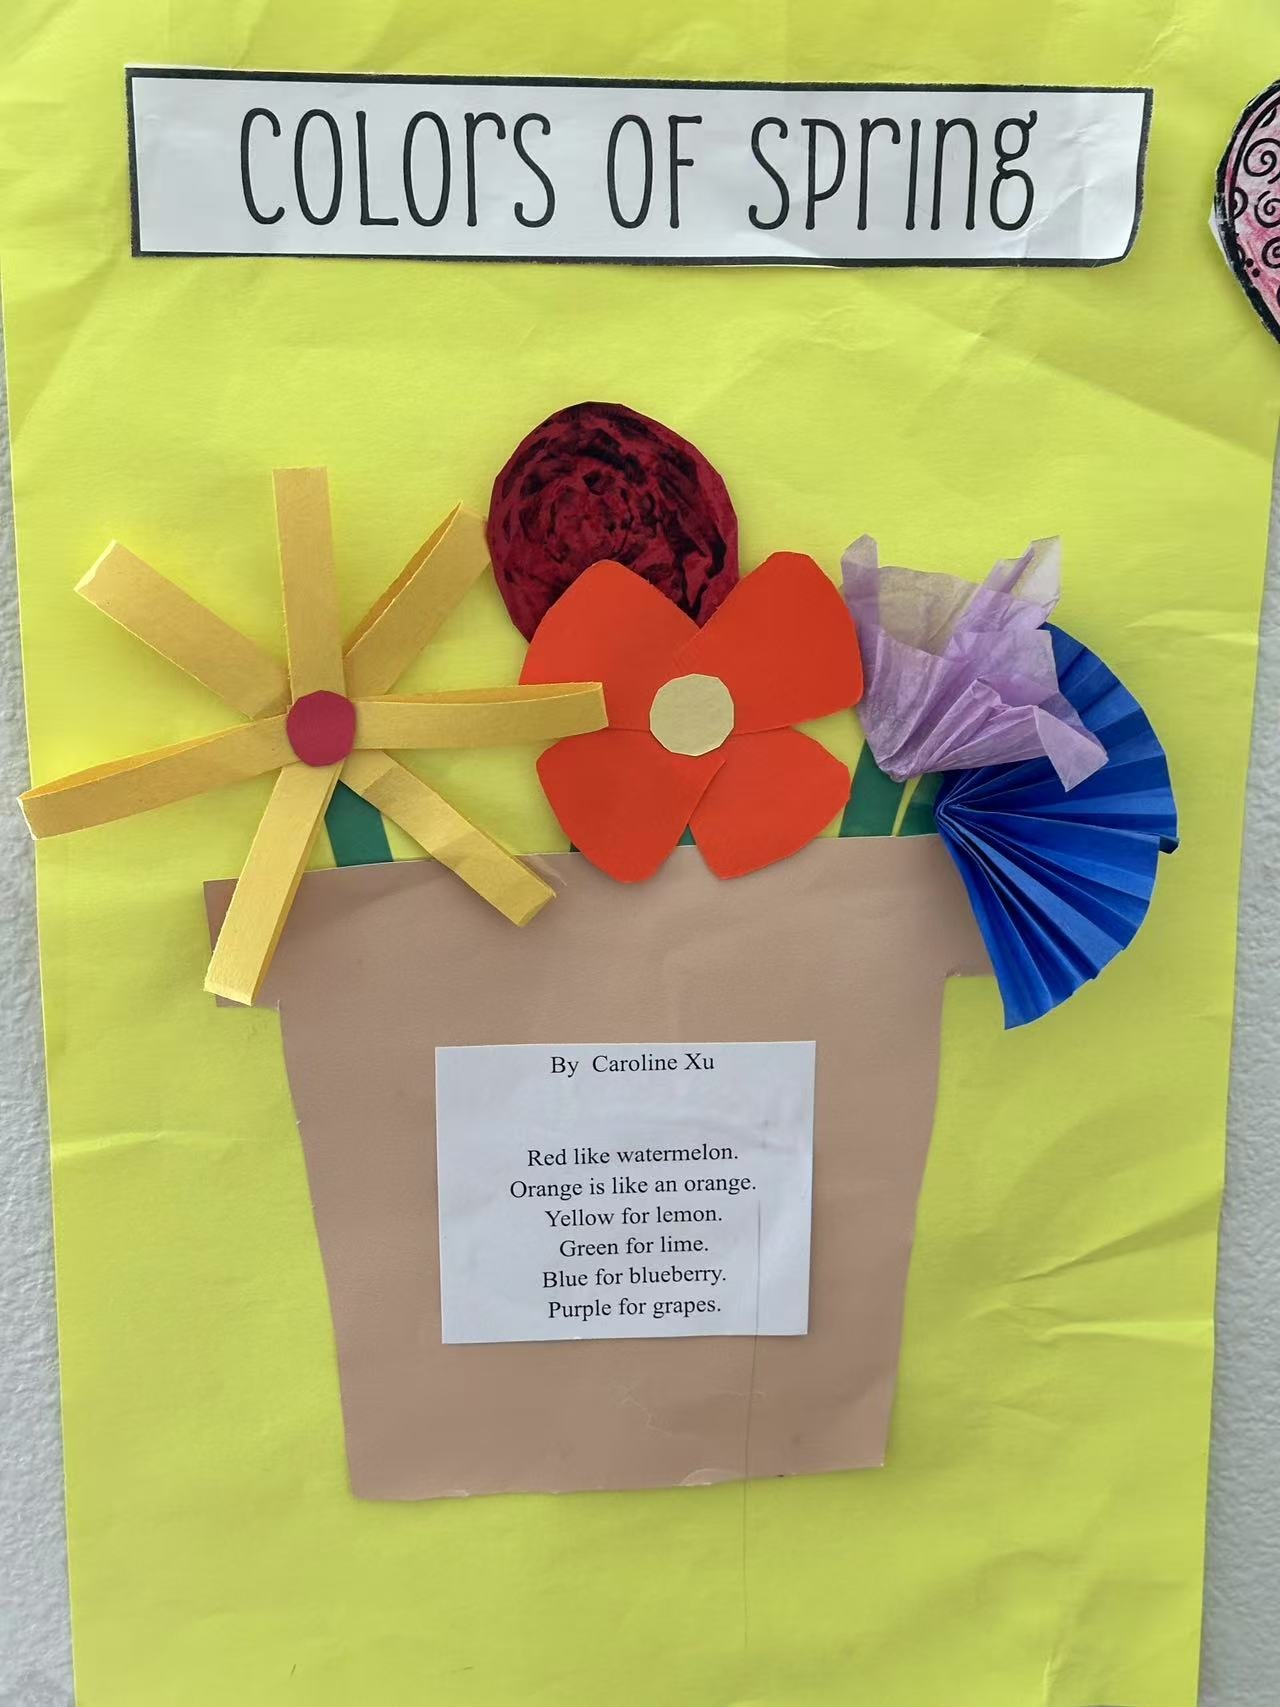 COLOrS OF SPrING
By Caroline Xu
Red like watermelon.
Orange is like an orange.
Yellow for lemon.
Green for lime.
Blue for blueberry.
Purple for grapes.